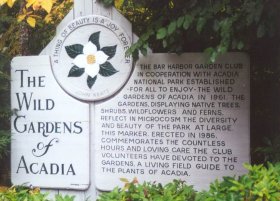 A THING OF BEAUTY IS A JOY FOREVER
JOHN KEATS
THE
WILD
GARDENS
of
ACADIA
THE BAR HARBOR GARDEN CLUB
IN COOPERATION WITH ACADIA
NATIONAL PARK ESTABLISHED
FOR ALL TO ENJOY-THE WILD
GARDENS OF ACADIA IN 1961. THE
GARDENS, DISPLAYING NATIVE TREES,
SHRUBS, WILDFLOWERS AND FERNS,
REFLECT IN MICROCOSM THE DIVERSITY
AND BEAUTY OF THE PARK AT LARGE.
THIS MARKER, ERECTED IN 1986,
COMMEMORATES THE COUNTLESS
HOURS AND LOVING CARE THE CLUB
VOLUNTEERS HAVE DEVOTED TO THE
GARDENS. A LIVING FIELD GUIDE TO
THE PLANTS OF ACADIA.